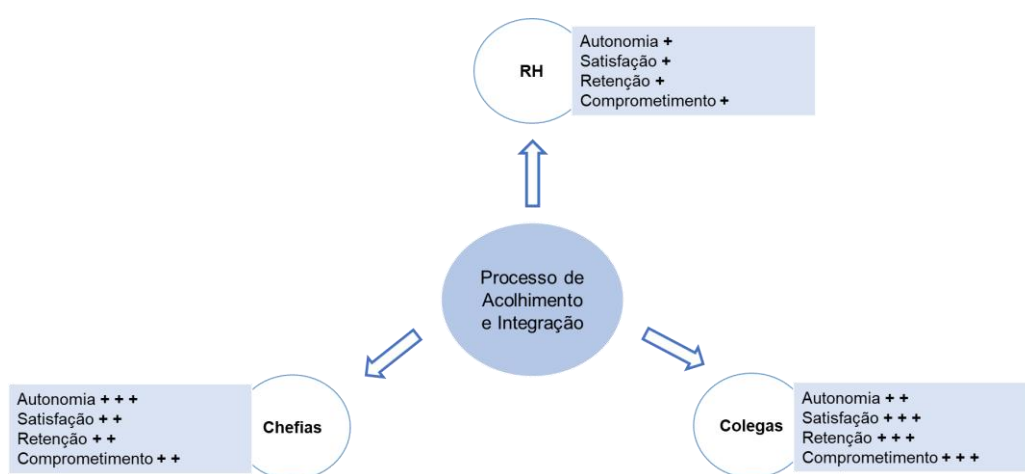 RH
Autonomia +
Satisfação +
Retenção +
Comprometimento +
Processo de
Acolhimento
e Integração
Autonomia + + +
Satisfação + +
Retenção + +
Comprometimento + +
Chefias
Colegas
Autonomia + +
Satisfação + + +
Retenção + + +
Comprometimento + + +